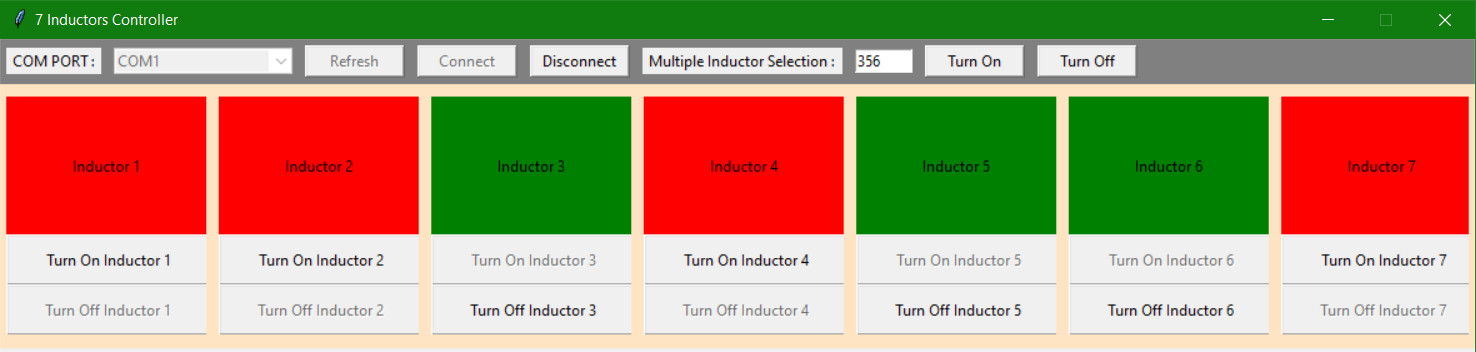 7 Inductors Controller
COM PORT : COM1 Refresh Connect Disconnect Multiple Inductor Selection : 356 Turn On Turn Off
Inductor 1 Inductor 2 Inductor 3 Inductor 4 Inductor 5 Inductor 6 Inductor 7
Turn On Inductor 1 Turn On Inductor 2 Turn On Inductor 3 Turn On Inductor 4 Turn On Inductor 5 Turn On Inductor 6 Turn On Inductor 7
Turn Off Inductor 1 Turn Off Inductor 2 Turn Off Inductor 3 Turn Off Inductor 4 Turn Off Inductor 5 Turn Off Inductor 6 Turn Off Inductor 7